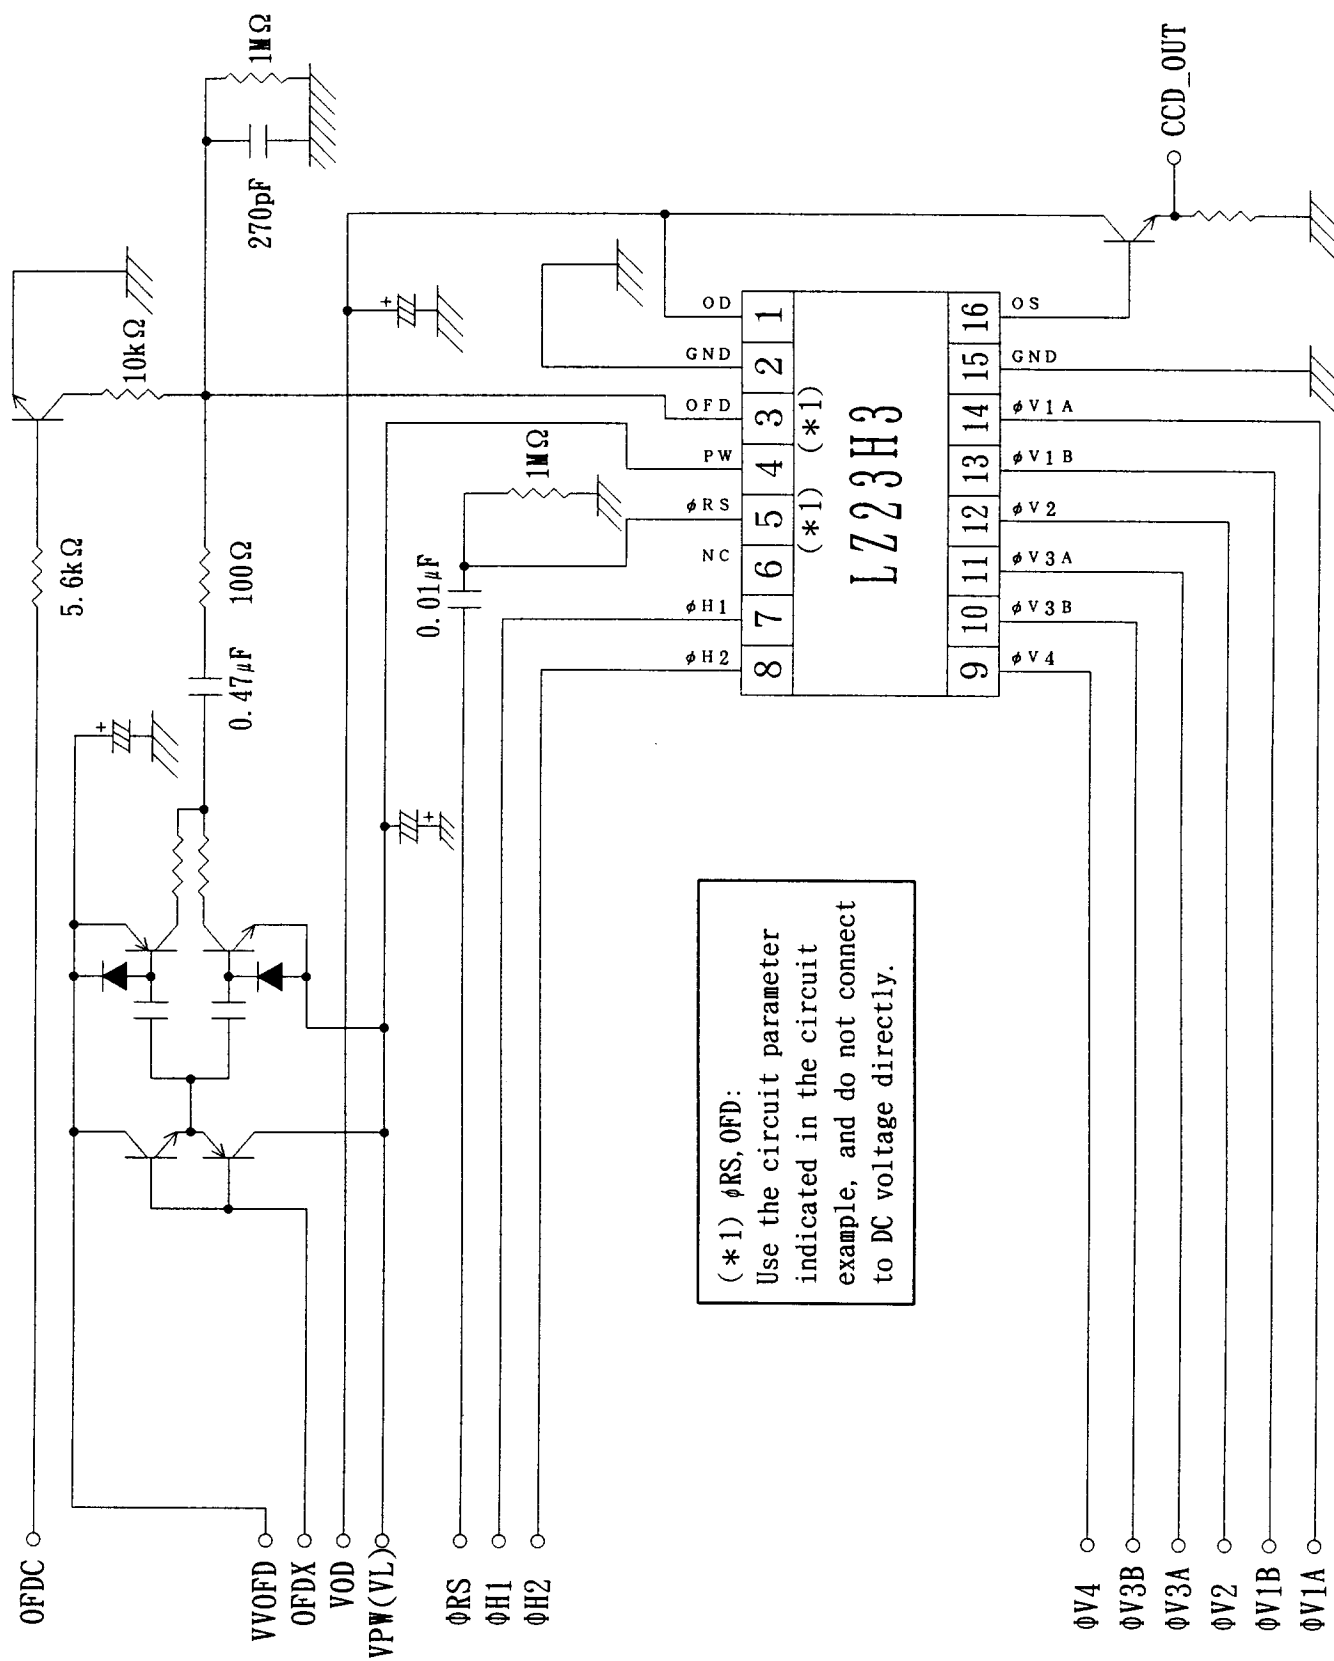 OFDC
VVOFD
OFDX
VOD
VPW(VL)
ΦRS
ΦH1
ΦH2
5.6kΩ
0.47μF
100Ω
10kΩ
270pF
1MΩ
0.01μF
1MΩ
OD
GND
OFD
PW
φRS
NC
φH1
φH2
1
2
3
4
5
6
7
8
(*1)
(*1)
LZ23H3
16
15
14
13
12
11
10
9
OS
GND
φV1A
φV1B
φV2
φV3A
φV3B
φV4
CCD_OUT
(*1) φRS,OFD:
Use the circuit parameter
indicated in the circuit
example, and do not connect
to DC voltage directly.
ΦV4
ΦV3B
ΦV3A
ΦV2
ΦV1B
ΦV1A
+
+
+